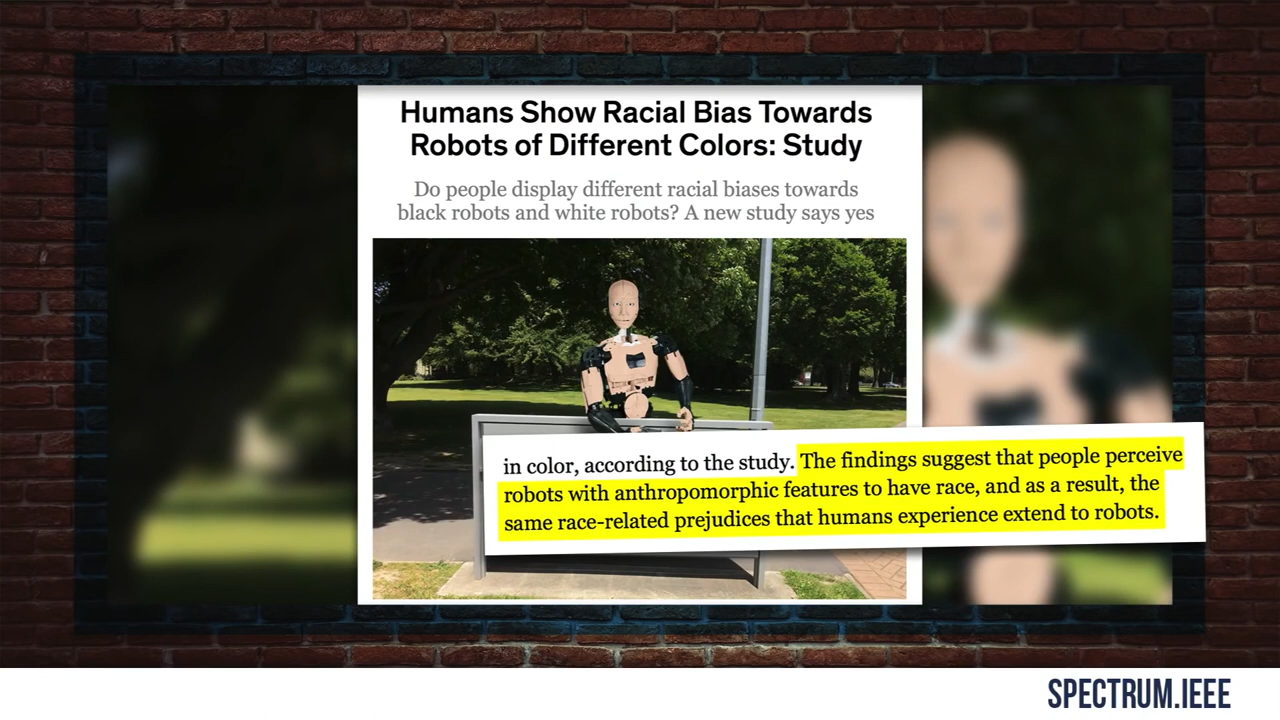 Humans Show Racial Bias Towards
Robots of Different Colors: Study
Do people display different racial biases towards
black robots and white robots? A new study says yes
in color, according to the study. The findings suggest that people perceive
robots with anthropomorphic features to have race, and as a result, the
same race-related prejudices that humans experience extend to robots.
SPECTRUM.IEEE